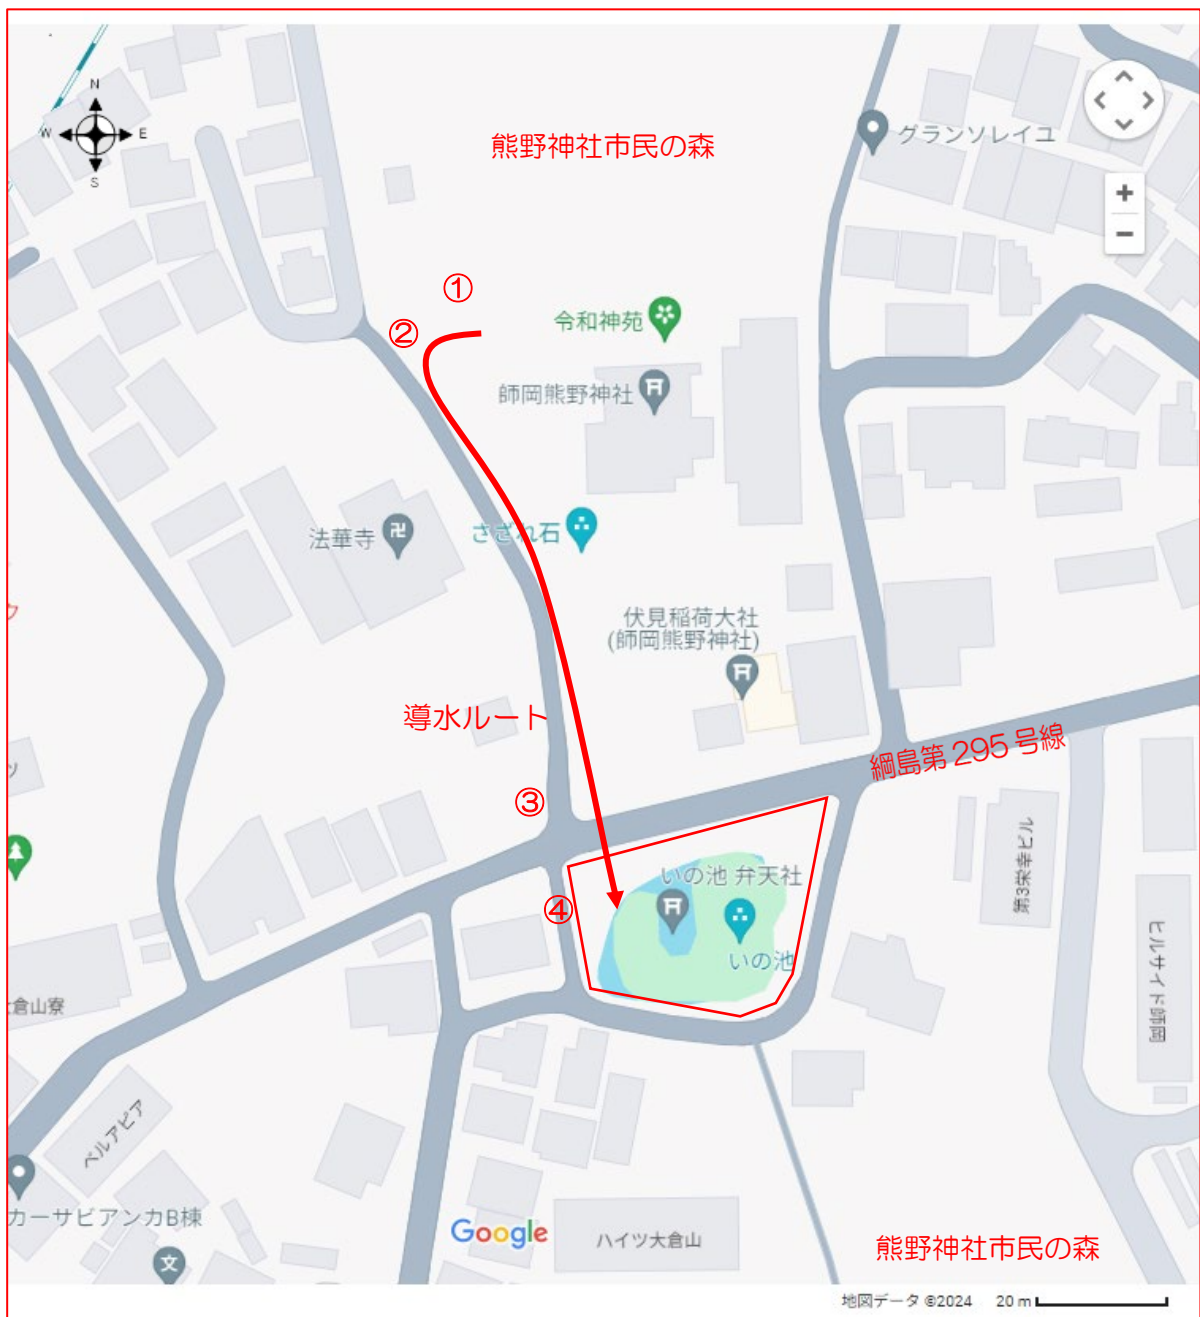 N
W
E
S
熊野神社市民の森
グランソレイユ
+
−
①
②
令和神苑
師岡熊野神社
法華寺
さざれ石
ク
伏見稲荷大社
(師岡熊野神社)
導水ルート
綱島第 295 号線
ツ
③
④
いの池 弁天社
いの池
第3栄幸ビル
ヒルサイド師岡
倉山寮
ベルアピア
カーサビアンカB棟
文
Google
ハイツ大倉山
熊野神社市民の森
地図データ ©2024
20 m